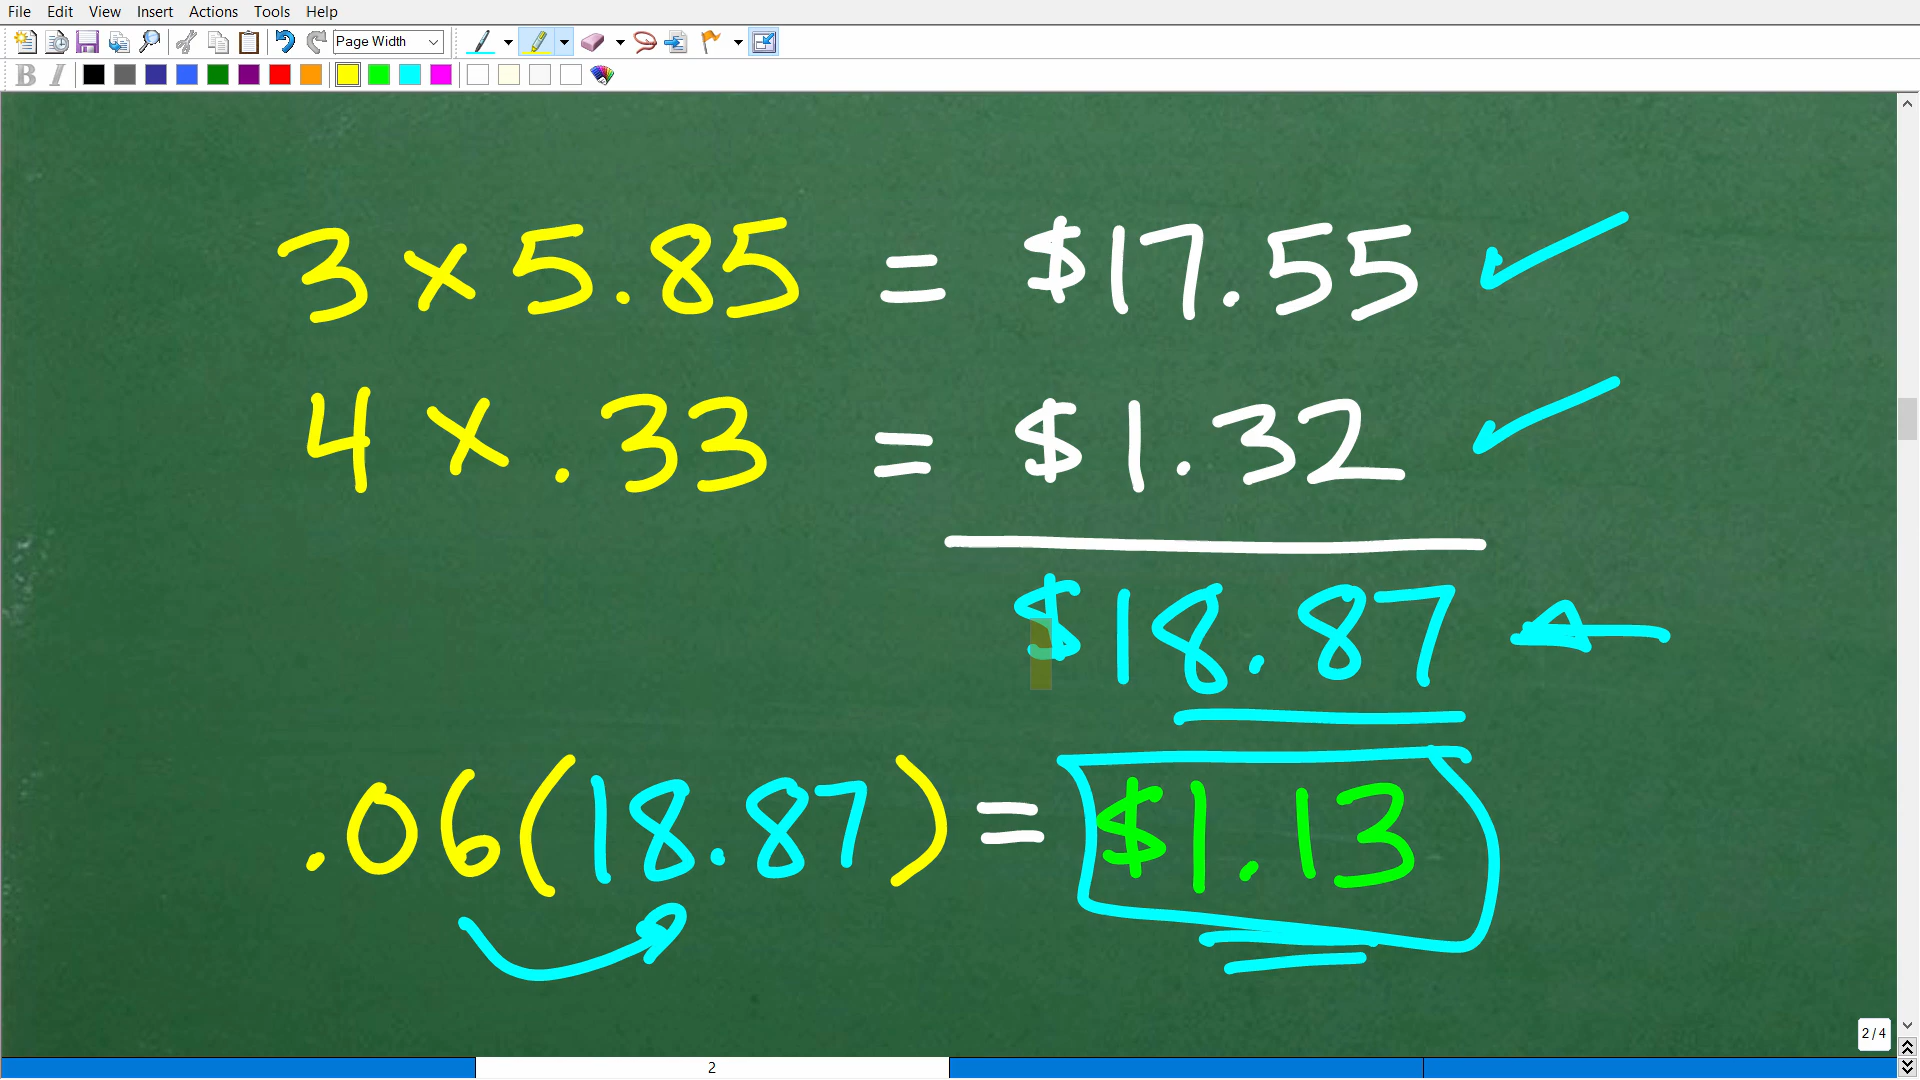 File Edit View Insert Actions Tools Help
Page Width
B I
3 x 5.85 = $17.55
4 x .33 = $1.32
$18.87
.06(18.87) = $1.13
2 / 4
2